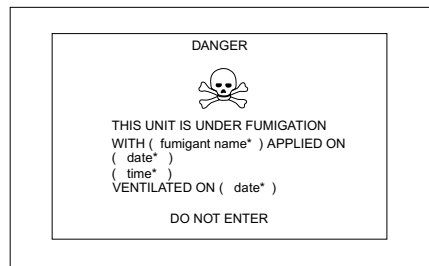 DANGER
THIS UNIT IS UNDER FUMIGATION
WITH ( fumigant name* ) APPLIED ON
( date* )
( time* )
VENTILATED ON ( date* )
DO NOT ENTER